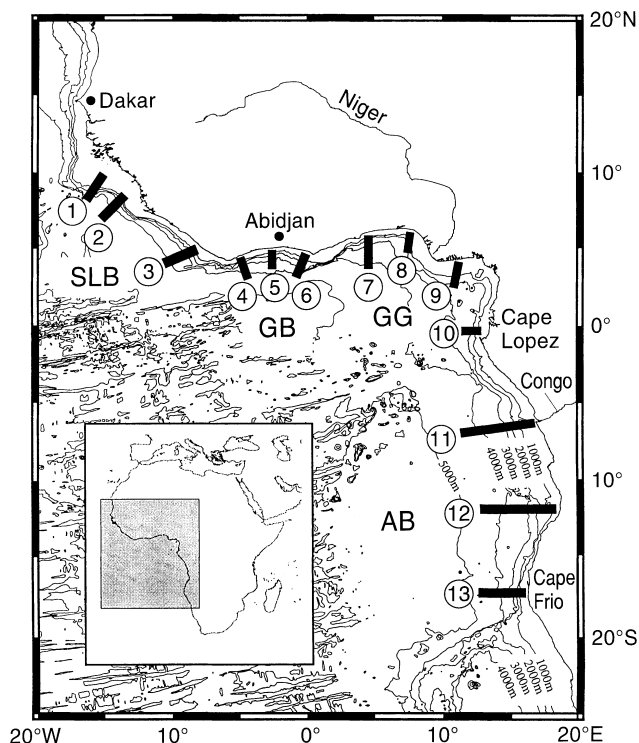 20°N
Dakar
Niger
10°
1
Abidjan
2
3
SLB
4
5
6
7
8
9
GB
GG
10
Cape
Lopez
0°
Congo
11
5000m
4000m
3000m
2000m
1000m
10°
12
AB
13
Cape
Frio
20°S
4000m
3000m
2000m
1000m
20°W
10°
0°
10°
20°E